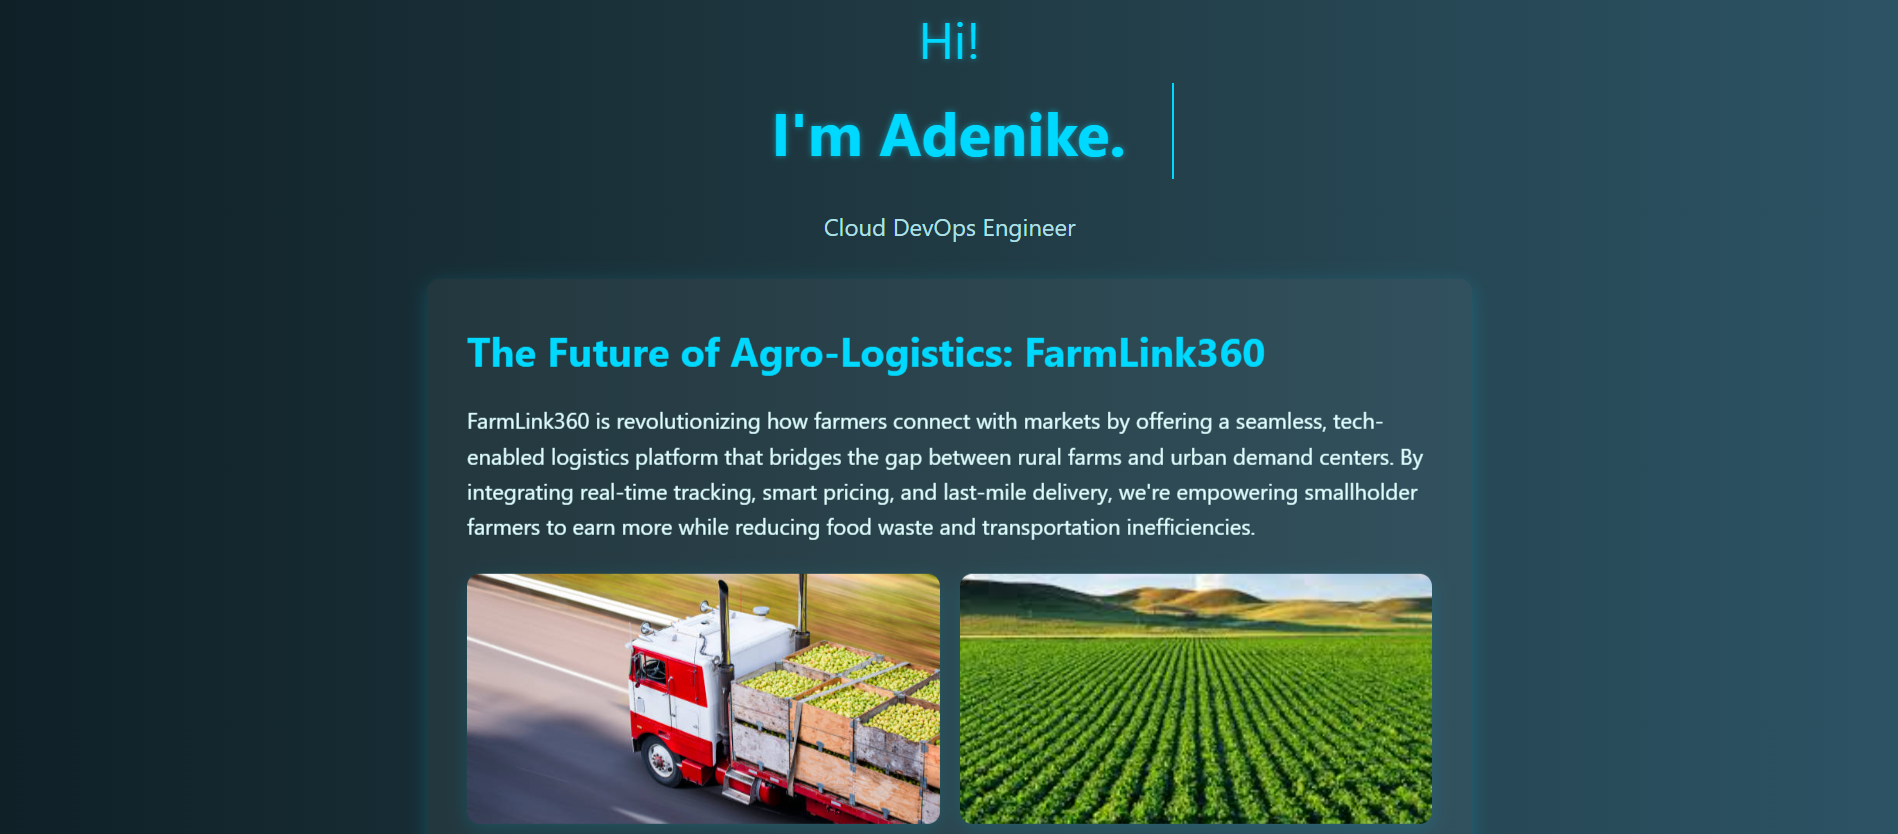 Hi!
I'm Adenike.
Cloud DevOps Engineer
The Future of Agro-Logistics: FarmLink360
FarmLink360 is revolutionizing how farmers connect with markets by offering a seamless, tech-
enabled logistics platform that bridges the gap between rural farms and urban demand centers. By
integrating real-time tracking, smart pricing, and last-mile delivery, we're empowering smallholder
farmers to earn more while reducing food waste and transportation inefficiencies.